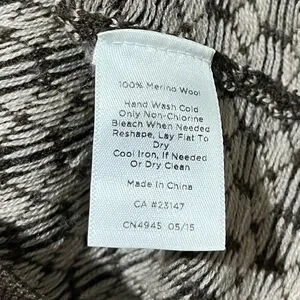 100% Merino Wool
Hand Wash Cold
Only Non-Chlorine
Bleach When Needed
Reshape, Lay Flat To
Dry
Cool Iron, If Needed
Or Dry Clean
Made In China
CA #23147
CN4945 05/15